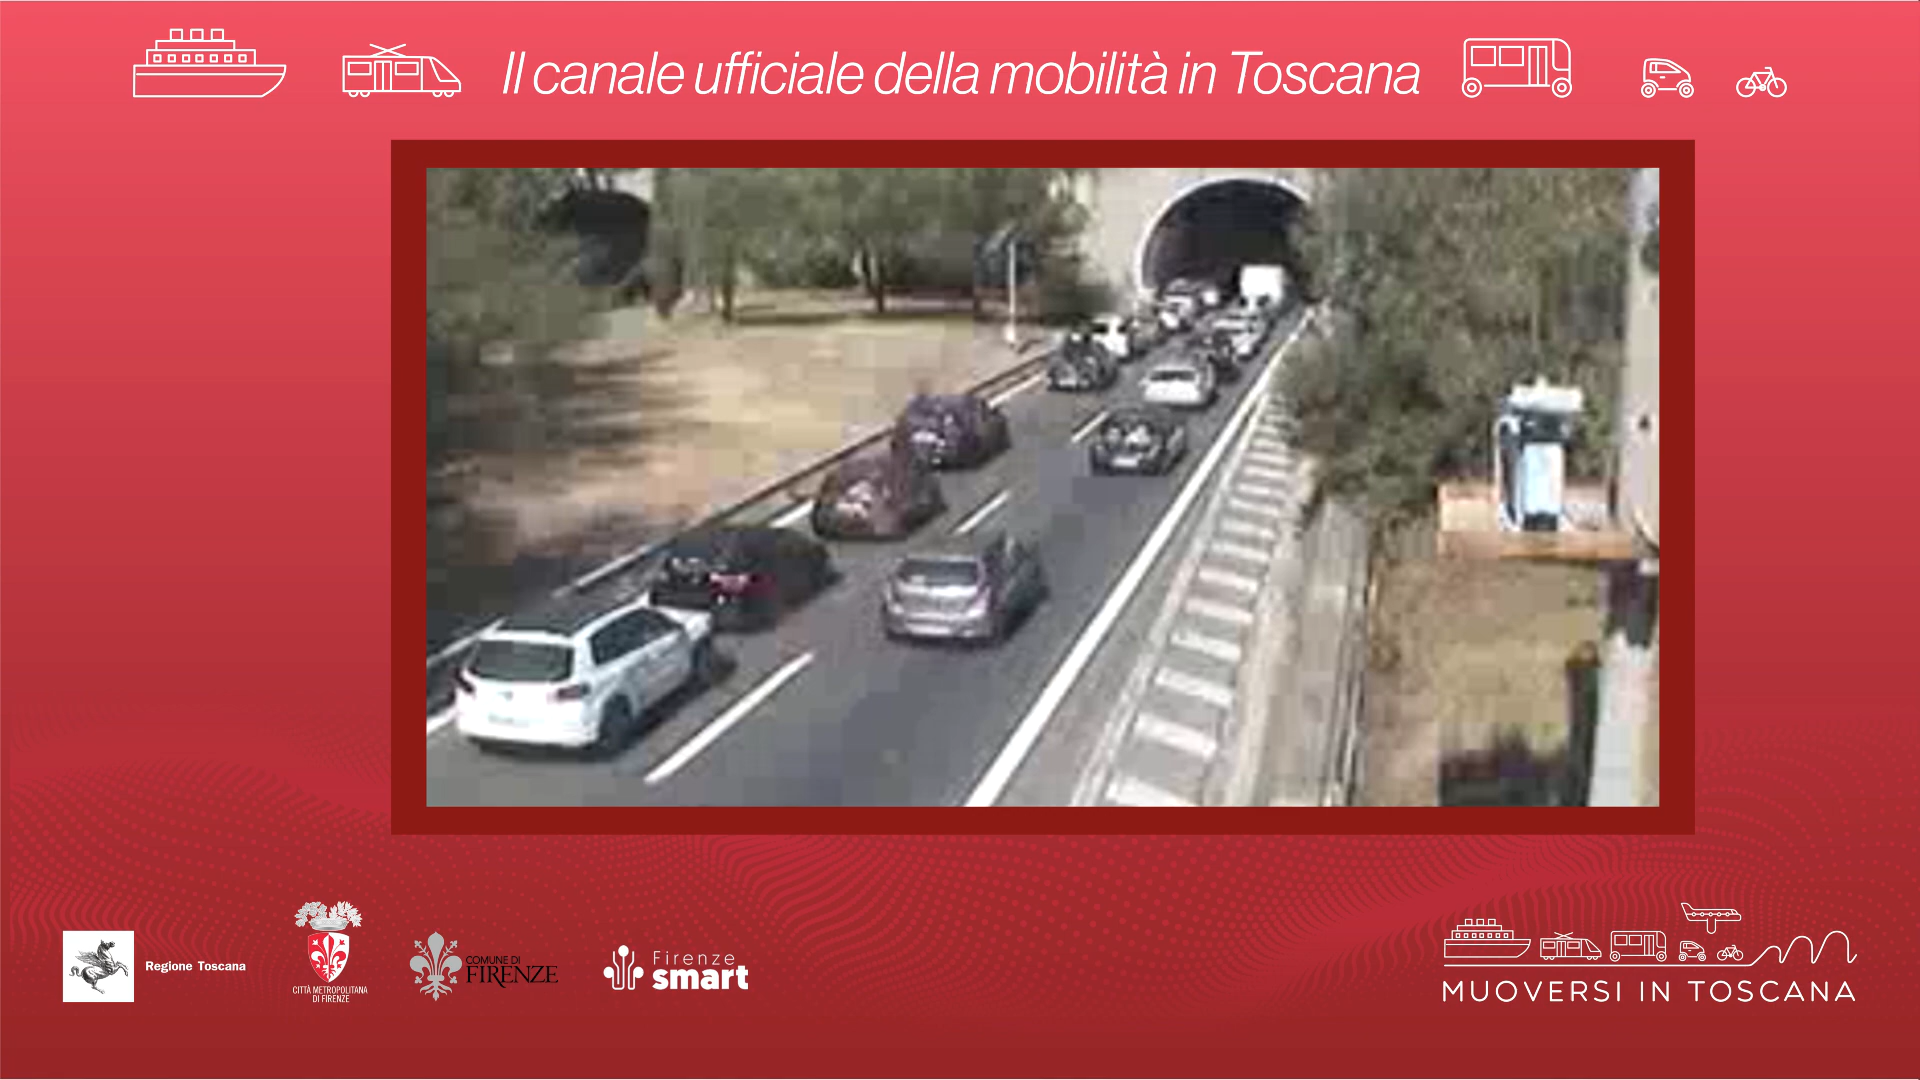 Il canale ufficiale della mobilità in Toscana
Regione Toscana
CITTÀ METROPOLITANA
DI FIRENZE
COMUNE DI
FIRENZE
Firenze
smart
MUOVERSI IN TOSCANA